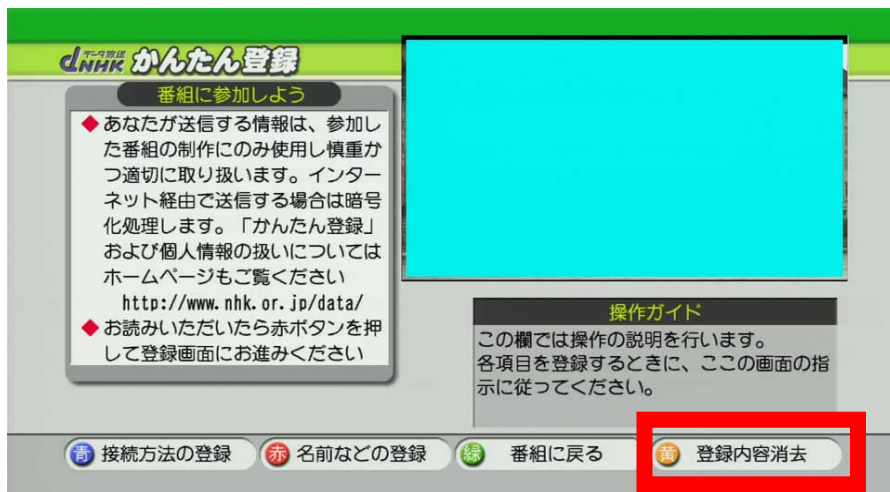 データ放送
dNHK かんたん登録
番組に参加しよう
◆あなたが送信する情報は、参加し
た番組の制作にのみ使用し慎重か
つ適切に取り扱います。インター
ネット経由で送信する場合は暗号
化処理します。「かんたん登録」
および個人情報の扱いについては
ホームページもご覧ください
http://www.nhk.or.jp/data/
◆お読みいただいたら赤ボタンを押
して登録画面にお進みください
操作ガイド
この欄では操作の説明を行います。
各項目を登録するときに、ここの画面の指
示に従ってください。
青 接続方法の登録 赤 名前などの登録 緑 番組に戻る 黄 登録内容消去